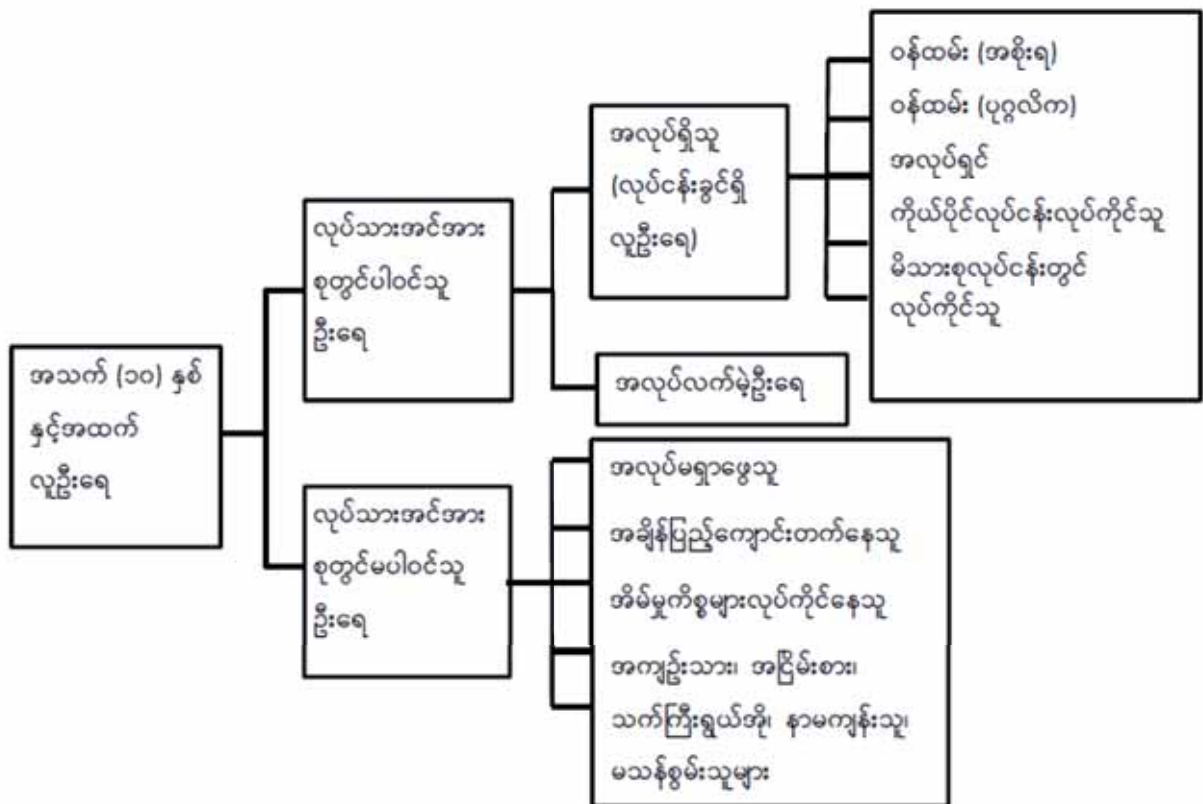 အသက် (၁၀) နှစ်
နှင့်အထက်
လူဦးရေ
လုပ်သားအင်အား
စုတွင်ပါဝင်သူ
ဦးရေ
လုပ်သားအင်အား
စုတွင်မပါဝင်သူ
ဦးရေ
အလုပ်ရှိသူ
(လုပ်ငန်းခွင်ရှိ
လူဦးရေ)
အလုပ်လက်မဲ့ဦးရေ
ဝန်ထမ်း (အစိုးရ)
ဝန်ထမ်း (ပုဂ္ဂလိက)
အလုပ်ရှင်
ကိုယ်ပိုင်လုပ်ငန်းလုပ်ကိုင်သူ
မိသားစုလုပ်ငန်းတွင်
လုပ်ကိုင်သူ
အလုပ်မရှာဖွေသူ
အချိန်ပြည့်ကျောင်းတက်နေသူ
အိမ်မှုကိစ္စများလုပ်ကိုင်နေသူ
အကျဉ်းသား၊ အငြိမ်းစား၊
သက်ကြီးရွယ်အို၊ နာမကျန်းသူ၊
မသန်စွမ်းသူများ